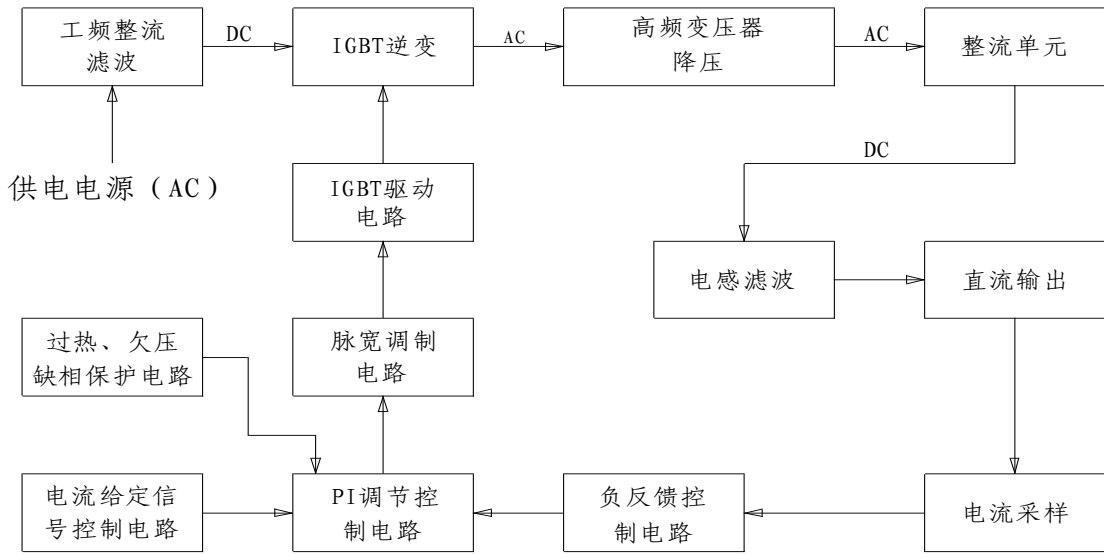 工频整流
滤波
DC
IGBT逆变
AC
高频变压器
降压
AC
整流单元
DC
供电电源（AC）
IGBT驱动
电路
电感滤波
直流输出
过热、欠压
缺相保护电路
脉宽调制
电路
电流给定信
号控制电路
PI调节控
制电路
负反馈控
制电路
电流采样